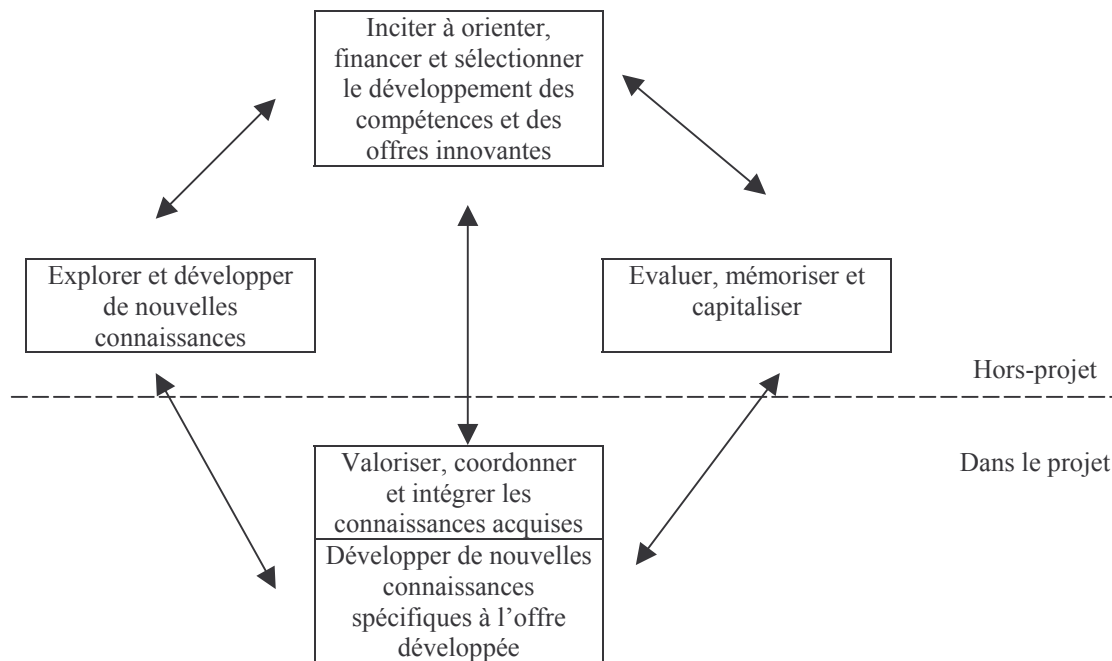 Inciter à orienter,
financer et sélectionner
le développement des
compétences et des
offres innovantes
Explorer et développer
de nouvelles
connaissances
Evaluer, mémoriser et
capitaliser
Hors-projet
Dans le projet
Valoriser, coordonner
et intégrer les
connaissances acquises
Développer de nouvelles
connaissances
spécifiques à l’offre
développée